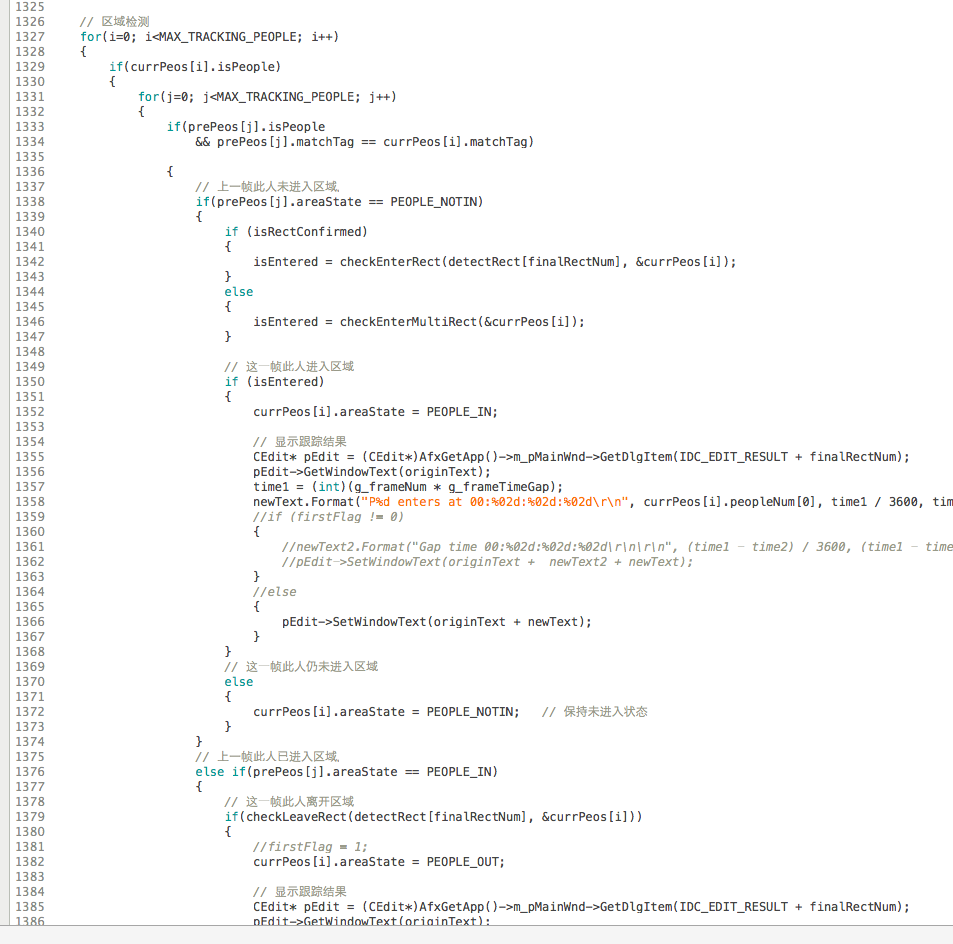 1325
1326 // 区域检测
1327 for(i=0; i<MAX_TRACKING_PEOPLE; i++)
1328 {
1329 if(currPeos[i].isPeople)
1330 {
1331 for(j=0; j<MAX_TRACKING_PEOPLE; j++)
1332 {
1333 if(prePeos[j].isPeople
1334 && prePeos[j].matchTag == currPeos[i].matchTag)
1335
1336 {
1337 // 上一帧此人未进入区域,
1338 if(prePeos[j].areaState == PEOPLE_NOTIN)
1339 {
1340 if (isRectConfirmed)
1341 {
1342 isEntered = checkEnterRect(detectRect[finalRectNum], &currPeos[i]);
1343 }
1344 else
1345 {
1346 isEntered = checkEnterMultiRect(&currPeos[i]);
1347 }
1348
1349 // 这一帧此人进入区域
1350 if (isEntered)
1351 {
1352 currPeos[i].areaState = PEOPLE_IN;
1353
1354 // 显示跟踪结果
1355 CEdit* pEdit = (CEdit*)AfxGetApp()->m_pMainWnd->GetDlgItem(IDC_EDIT_RESULT + finalRectNum);
1356 pEdit->GetWindowText(originText);
1357 time1 = (int)(g_frameNum * g_frameTimeGap);
1358 newText.Format("P%d enters at 00:%02d:%02d:%02d\r\n", currPeos[i].peopleNum[0], time1 / 3600, tim
1359 //if (firstFlag != 0)
1360 {
1361 //newText2.Format("Gap time 00:%02d:%02d:%02d\r\n\r\n", (time1 - time2) / 3600, (time1 - time
1362 //pEdit->SetWindowText(originText +  newText2 + newText);
1363 }
1364 //else
1365 {
1366 pEdit->SetWindowText(originText + newText);
1367 }
1368 }
1369 // 这一帧此人仍未进入区域
1370 else
1371 {
1372 currPeos[i].areaState = PEOPLE_NOTIN;   // 保持未进入状态
1373 }
1374 }
1375 // 上一帧此人已进入区域,
1376 else if(prePeos[j].areaState == PEOPLE_IN)
1377 {
1378 // 这一帧此人离开区域
1379 if(checkLeaveRect(detectRect[finalRectNum], &currPeos[i]))
1380 {
1381 //firstFlag = 1;
1382 currPeos[i].areaState = PEOPLE_OUT;
1383
1384 // 显示跟踪结果
1385 CEdit* pEdit = (CEdit*)AfxGetApp()->m_pMainWnd->GetDlgItem(IDC_EDIT_RESULT + finalRectNum);
1386 pEdit->GetWindowText(originText);